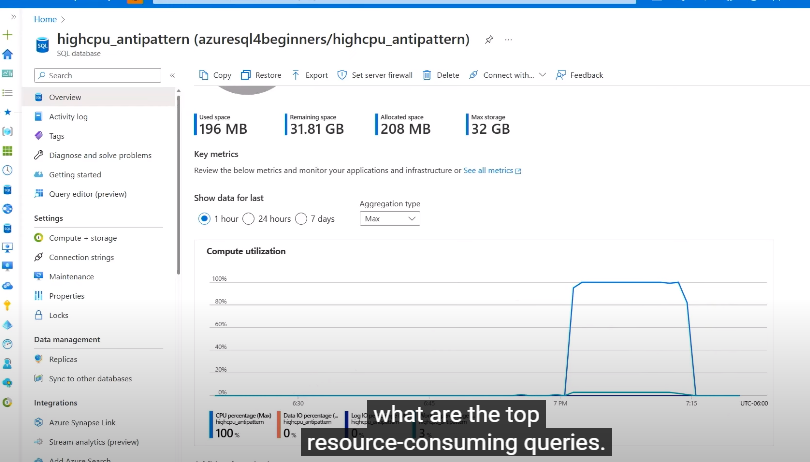 Home >
highcpu_antipattern (azuresql4beginners/highcpu_antipattern)
SQL database
SQL
Search
Copy Restore Export Set server firewall Delete Connect with... Feedback
Overview
Activity log
Tags
Diagnose and solve problems
Getting started
Query editor (preview)
Settings
Compute + storage
Connection strings
Maintenance
Properties
Locks
Data management
Replicas
Sync to other databases
Integrations
Azure Synapse Link
Stream analytics (preview)
Add Azure Search
Used space
196 MB
Remaining space
31.81 GB
Allocated space
208 MB
Max storage
32 GB
Key metrics
Review the below metrics and monitor your applications and infrastructure or See all metrics
Show data for last
1 hour 24 hours 7 days
Aggregation type
Max
Compute utilization
100%
80%
60%
40%
20%
0%
6:30 6:45 7 PM 7:15 UTC-06:00
CPU percentage (Max)
highcpu_antipattern
100%
Data IO percentage (...
highcpu_antipattern
0%
what are the top
resource-consuming queries.